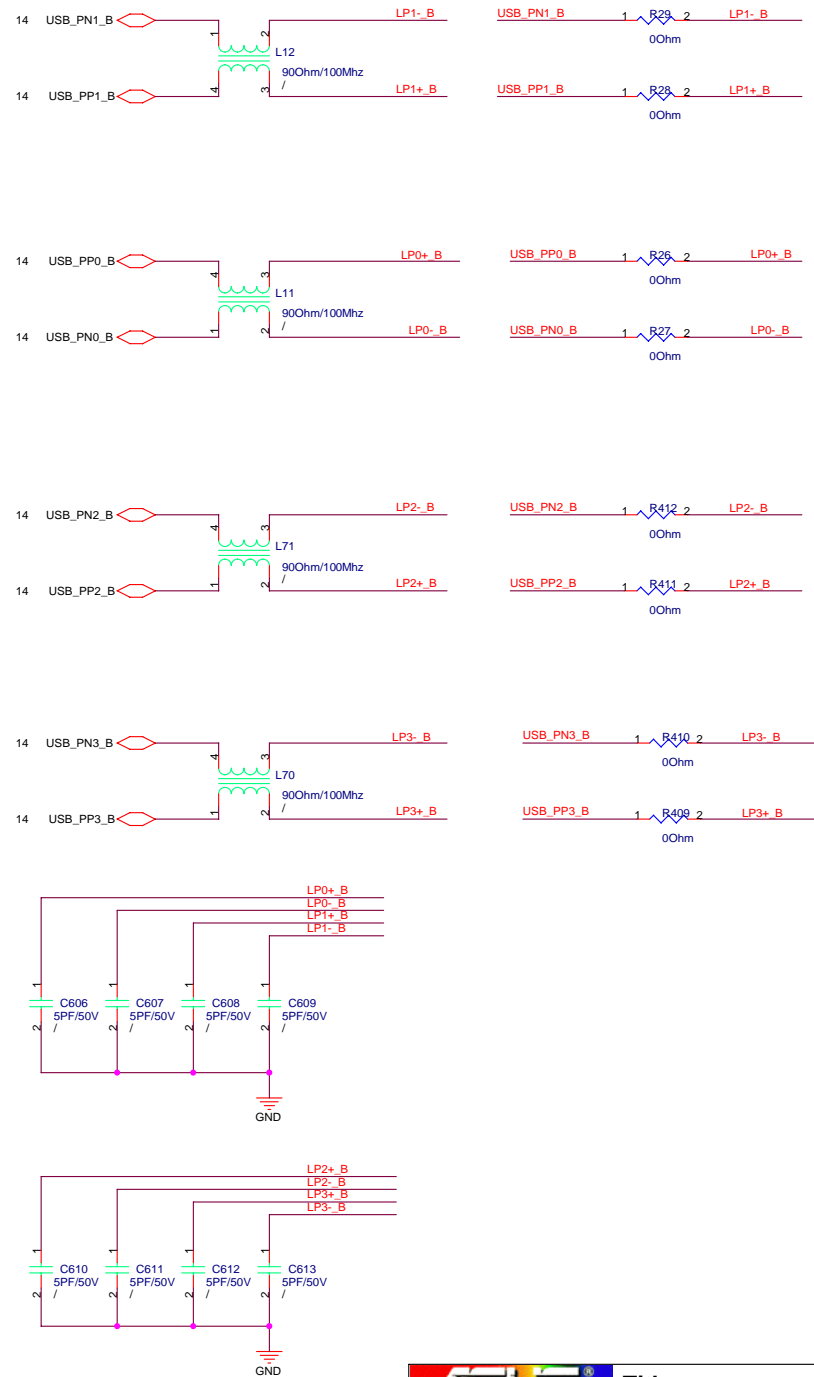 14 USB_PN1_B 1 2 LP1-_B USB_PN1_B 1 R29 2 LP1-_B
L12 0Ohm
90Ohm/100Mhz
/
14 USB_PP1_B 4 3 LP1+_B USB_PP1_B 1 R28 2 LP1+_B
0Ohm
14 USB_PP0_B 4 3 LP0+_B USB_PP0_B 1 R26 2 LP0+_B
L11 0Ohm
90Ohm/100Mhz
/
14 USB_PN0_B 1 2 LP0-_B USB_PN0_B 1 R27 2 LP0-_B
0Ohm
14 USB_PN2_B 4 3 LP2-_B USB_PN2_B 1 R412 2 LP2-_B
L71 0Ohm
90Ohm/100Mhz
/
14 USB_PP2_B 1 2 LP2+_B USB_PP2_B 1 R411 2 LP2+_B
0Ohm
14 USB_PN3_B 4 3 LP3-_B USB_PN3_B 1 R410 2 LP3-_B
L70 0Ohm
90Ohm/100Mhz
/
14 USB_PP3_B 1 2 LP3+_B USB_PP3_B 1 R409 2 LP3+_B
0Ohm
LP0+_B
LP0-_B
LP1+_B
LP1-_B
1 1 1 1
C606 C607 C608 C609
5PF/50V 5PF/50V 5PF/50V 5PF/50V
2 / 2 / 2 / 2 /
GND
LP2+_B
LP2-_B
LP3+_B
LP3-_B
1 1 1 1
C610 C611 C612 C613
5PF/50V 5PF/50V 5PF/50V 5PF/50V
2 / 2 / 2 / 2 /
GND
®